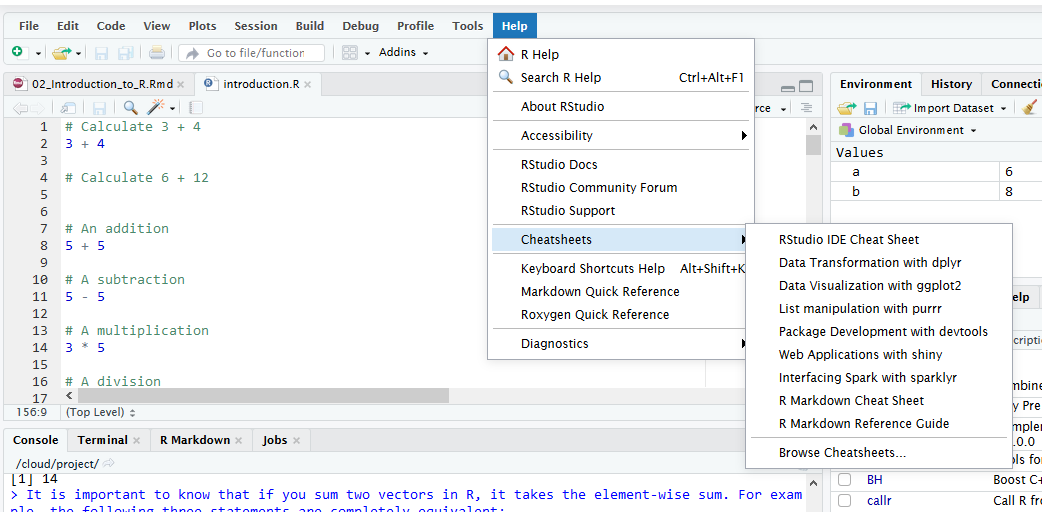 File Edit Code View Plots Session Build Debug Profile Tools Help
Go to file/function Addins
02_Introduction_to_R.Rmd introduction.R
1 # Calculate 3 + 4
2 3 + 4
3
4 # Calculate 6 + 12
5
6
7 # An addition
8 5 + 5
9
10 # A subtraction
11 5 - 5
12
13 # A multiplication
14 3 * 5
15
16 # A division
17
156:9 (Top Level)
R Help
Search R Help Ctrl+Alt+F1
About RStudio
Accessibility
RStudio Docs
RStudio Community Forum
RStudio Support
Cheatsheets
Keyboard Shortcuts Help Alt+Shift+K
Markdown Quick Reference
Roxygen Quick Reference
Diagnostics
RStudio IDE Cheat Sheet
Data Transformation with dplyr
Data Visualization with ggplot2
List manipulation with purrr
Package Development with devtools
Web Applications with shiny
Interfacing Spark with sparklyr
R Markdown Cheat Sheet
R Markdown Reference Guide
Browse Cheatsheets...
Environment History Connecti
rce Import Dataset
Global Environment
Values
a 6
b 8
elp
cripti
mbine
y Pre
mpler
.0.0
ols fo
BH Boost C+
callr Call R fro
Console Terminal R Markdown Jobs
/cloud/project/
[1] 14
> It is important to know that if you sum two vectors in R, it takes the element-wise sum. For exam
ple, the following three statements are completely equivalent: